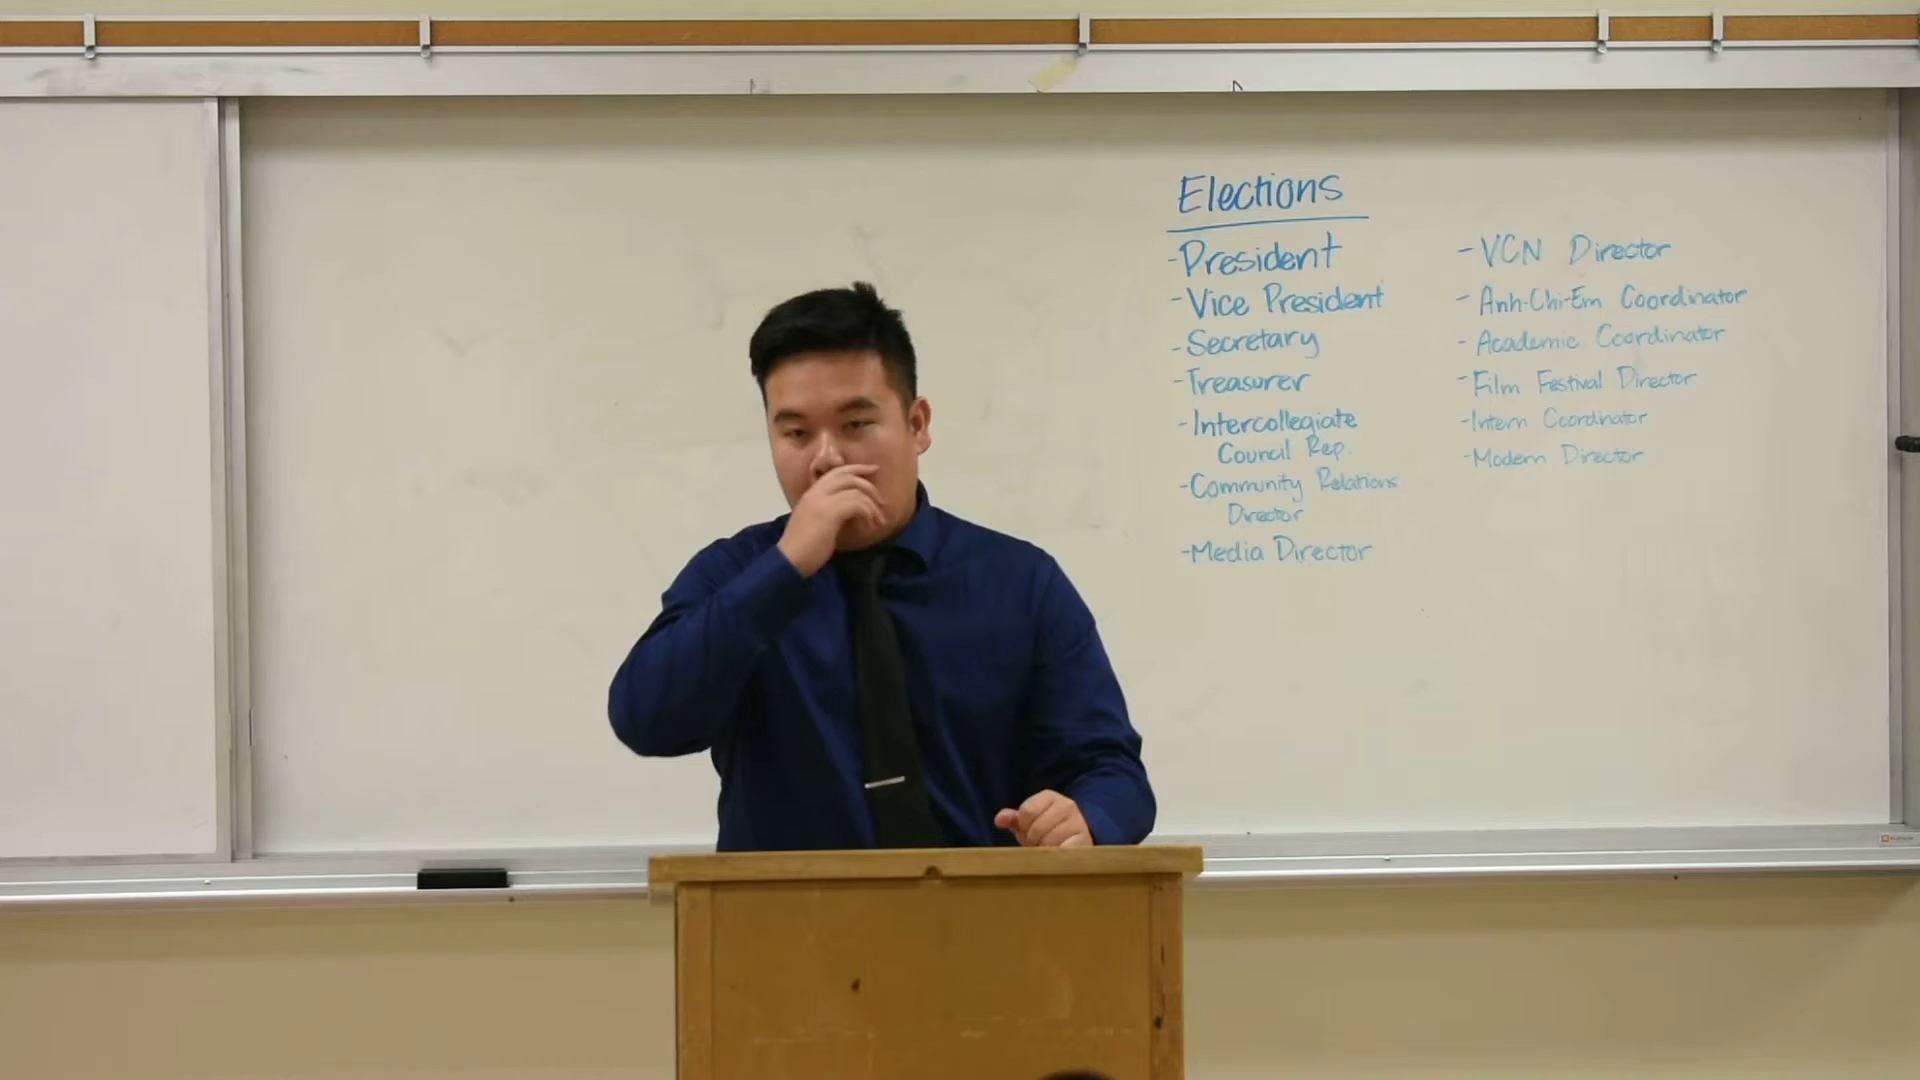 Elections
-President
-Vice President
-Secretary
-Treasurer
-Intercollegiate
Council Rep.
-Community Relations
Director
-Media Director
-VCN Director
-Anh-Chi-Em Coordinator
-Academic Coordinator
-Film Festival Director
-Intern Coordinator
-Modern Director